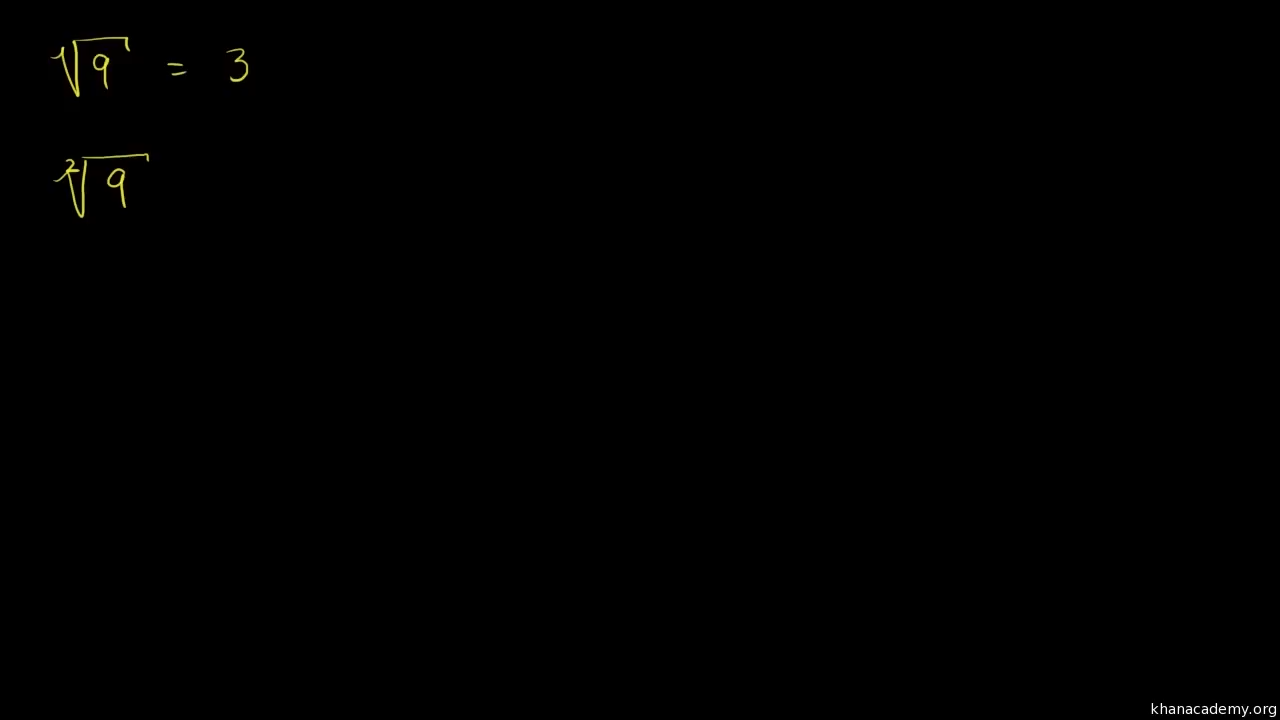 √9 = 3
²√9
khanacademy.org